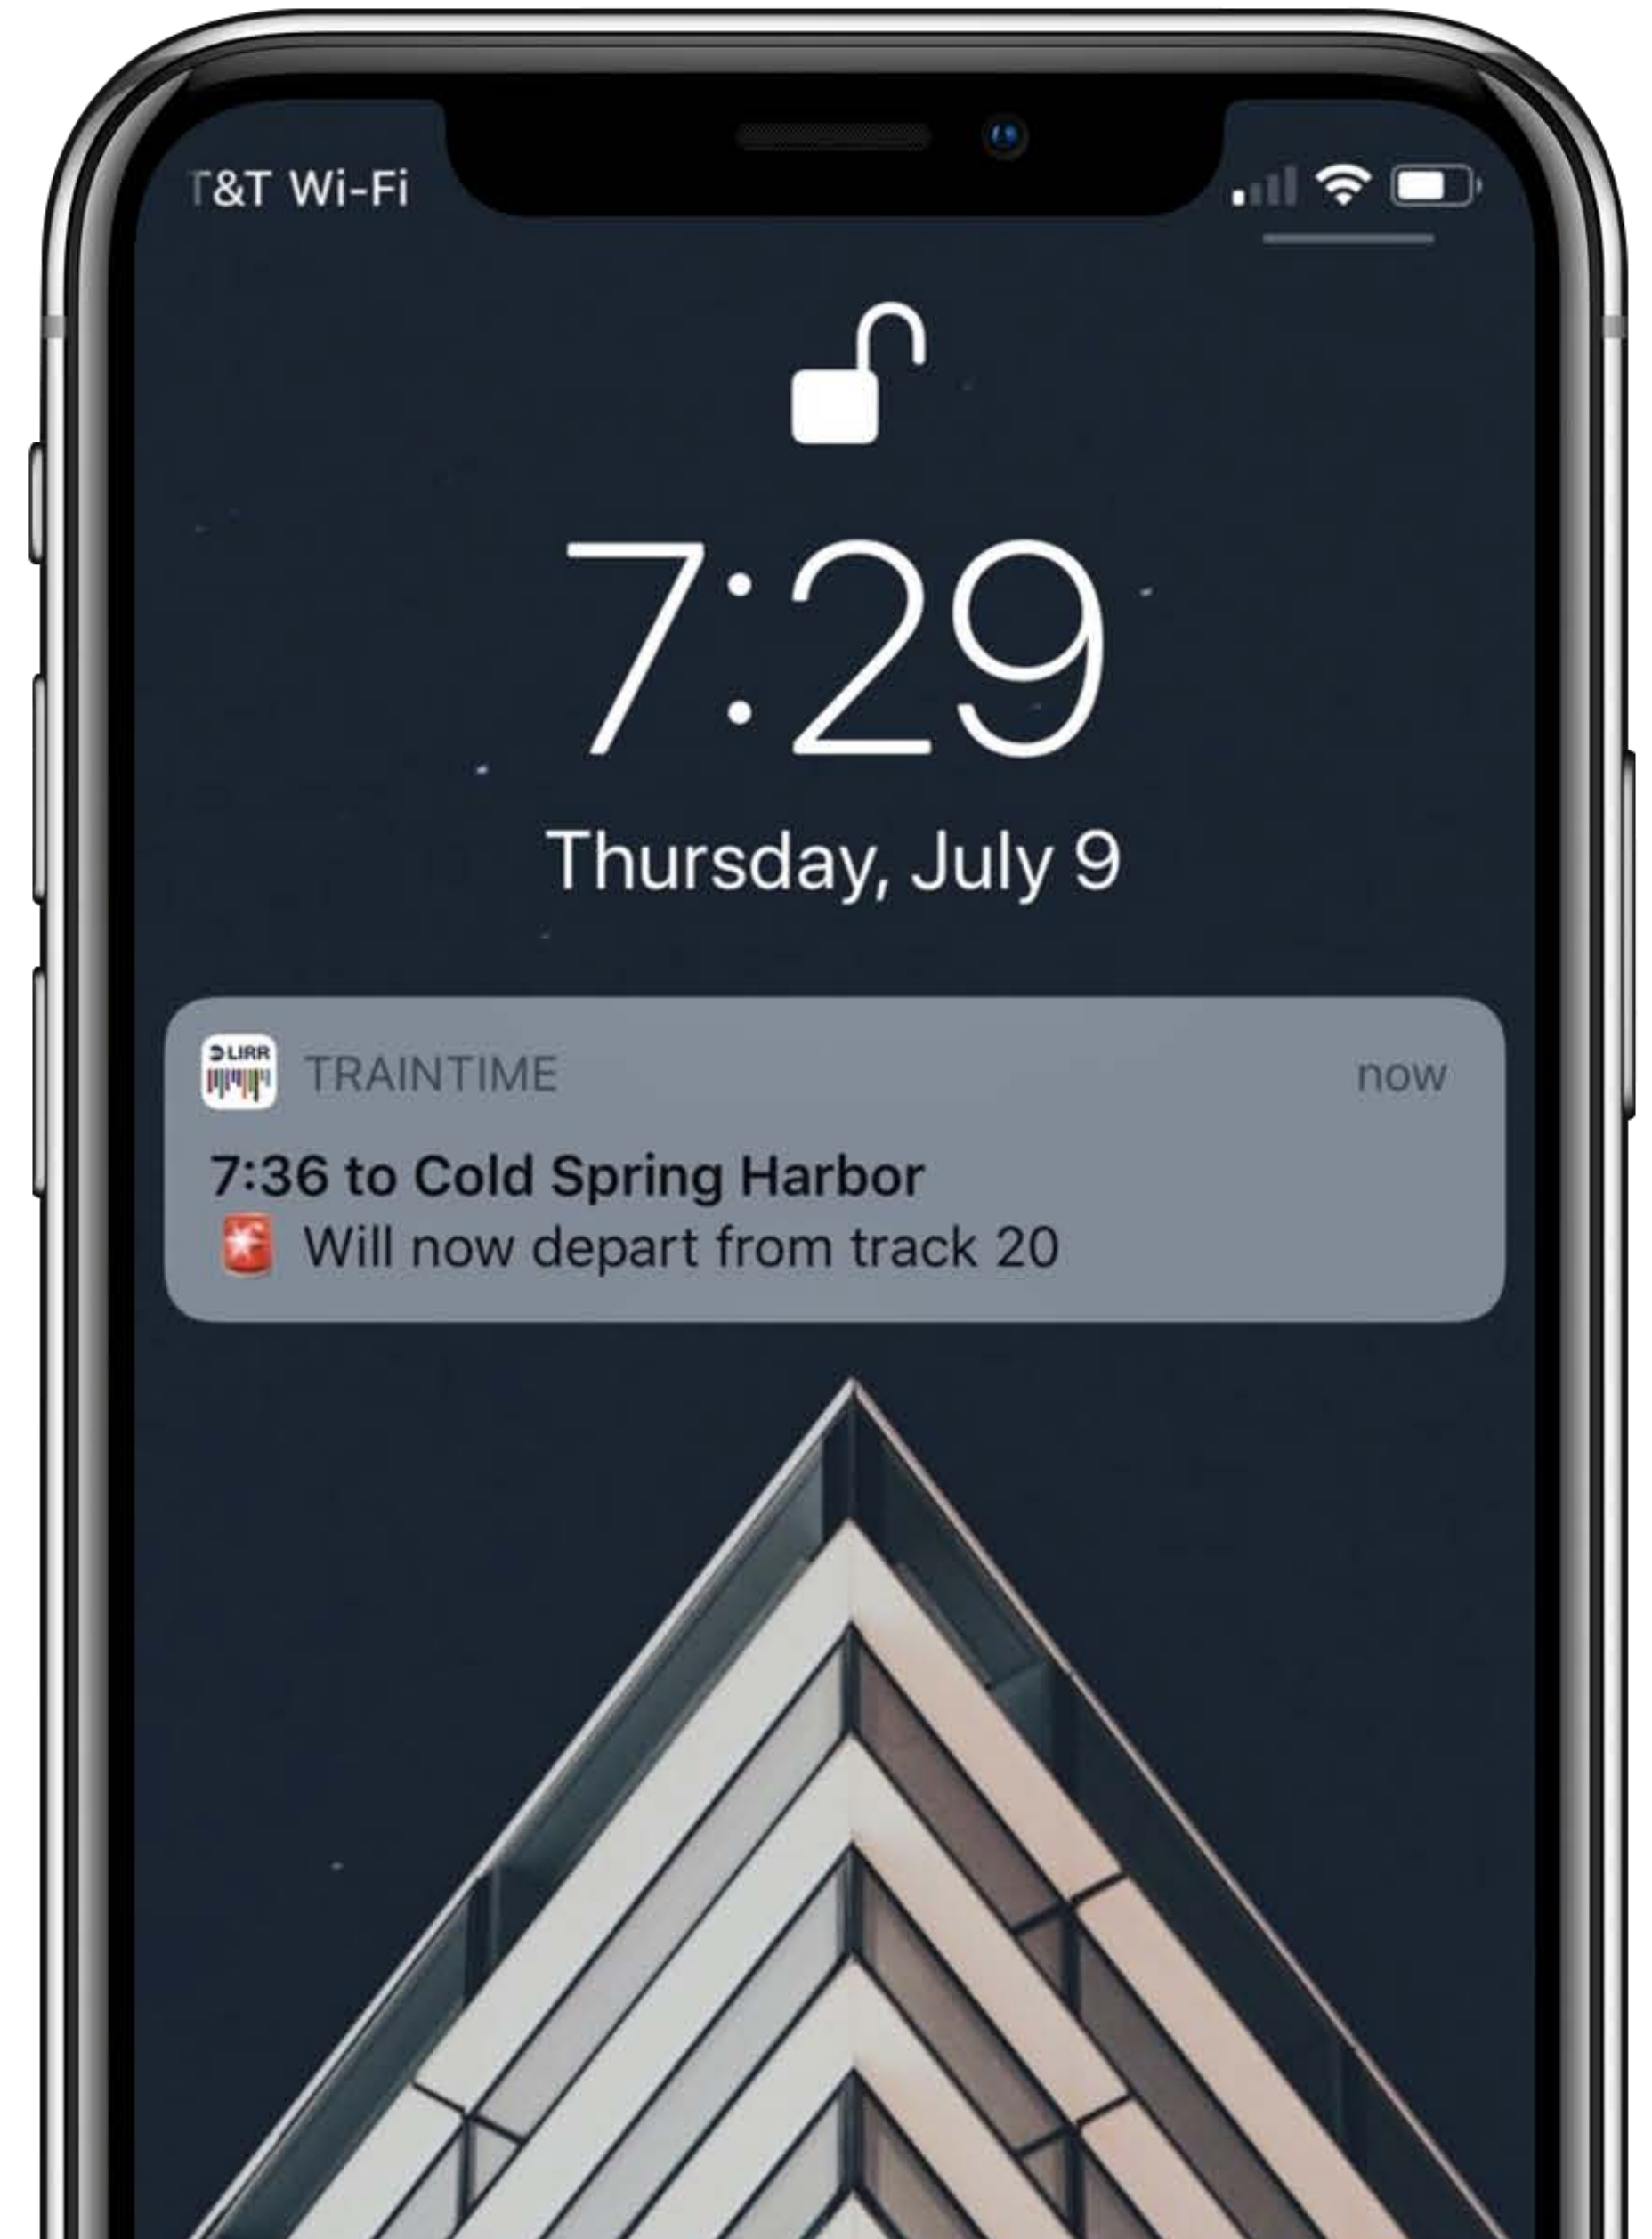 T&T Wi-Fi
7:29
Thursday, July 9
LIRR
TRAINTIME
now
7:36 to Cold Spring Harbor
🚨 Will now depart from track 20